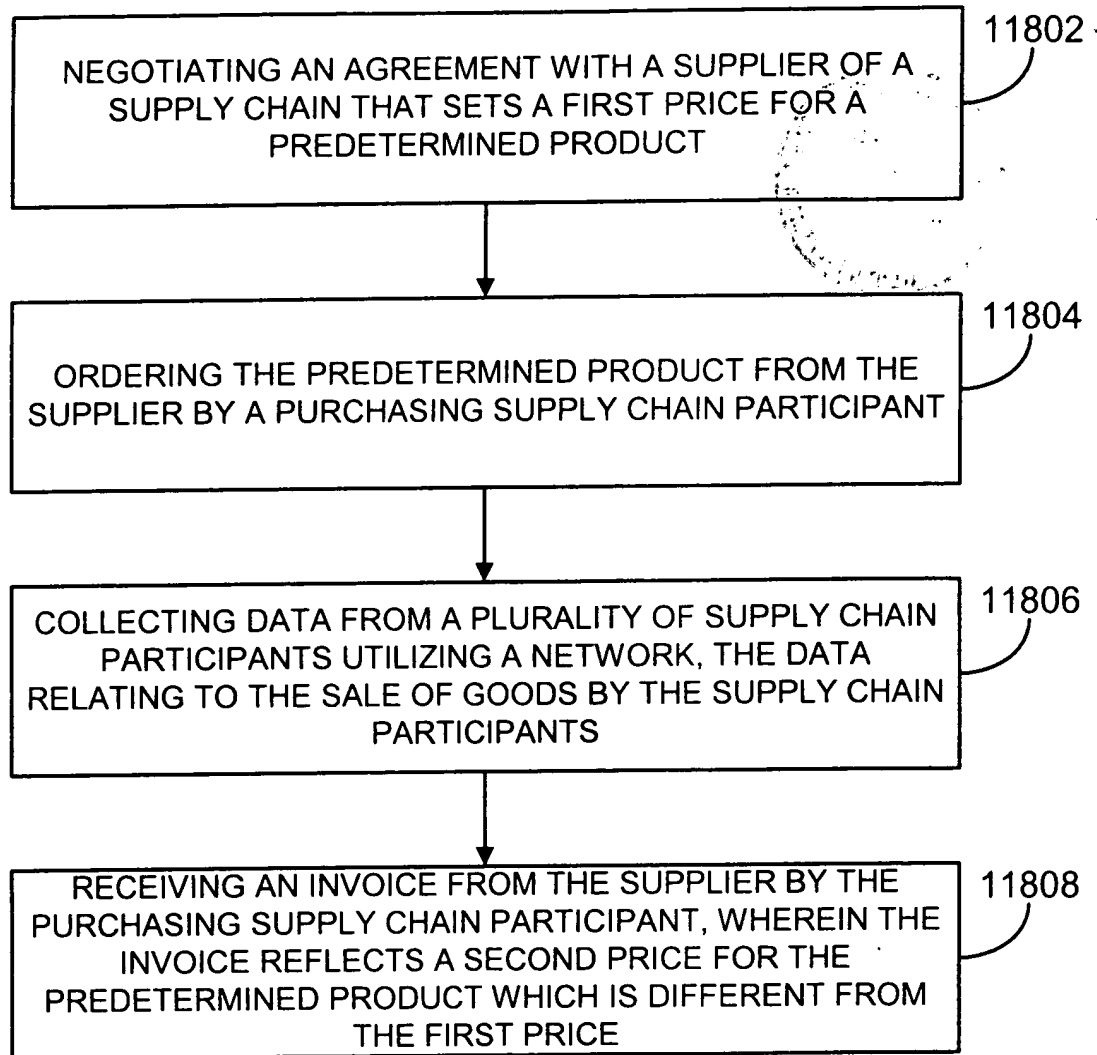 11802
NEGOTIATING AN AGREEMENT WITH A SUPPLIER OF A
SUPPLY CHAIN THAT SETS A FIRST PRICE FOR A
PREDETERMINED PRODUCT
11804
ORDERING THE PREDETERMINED PRODUCT FROM THE
SUPPLIER BY A PURCHASING SUPPLY CHAIN PARTICIPANT
11806
COLLECTING DATA FROM A PLURALITY OF SUPPLY CHAIN
PARTICIPANTS UTILIZING A NETWORK, THE DATA
RELATING TO THE SALE OF GOODS BY THE SUPPLY CHAIN
PARTICIPANTS
11808
RECEIVING AN INVOICE FROM THE SUPPLIER BY THE
PURCHASING SUPPLY CHAIN PARTICIPANT, WHEREIN THE
INVOICE REFLECTS A SECOND PRICE FOR THE
PREDETERMINED PRODUCT WHICH IS DIFFERENT FROM
THE FIRST PRICE